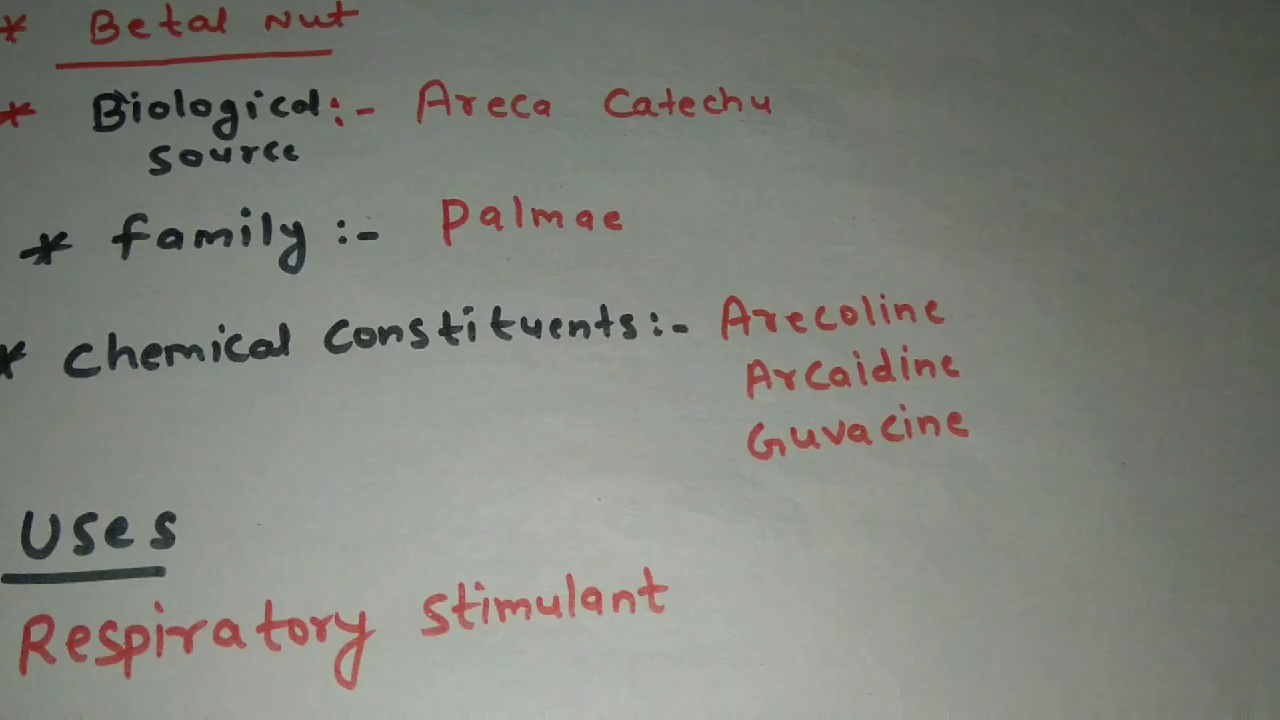 * Betal Nut
* Biological :- Areca Catechu
source
* family :- Palmae
* Chemical Constituents :- Arecoline
Arcaidine
Guvacine
Uses
Respiratory Stimulant